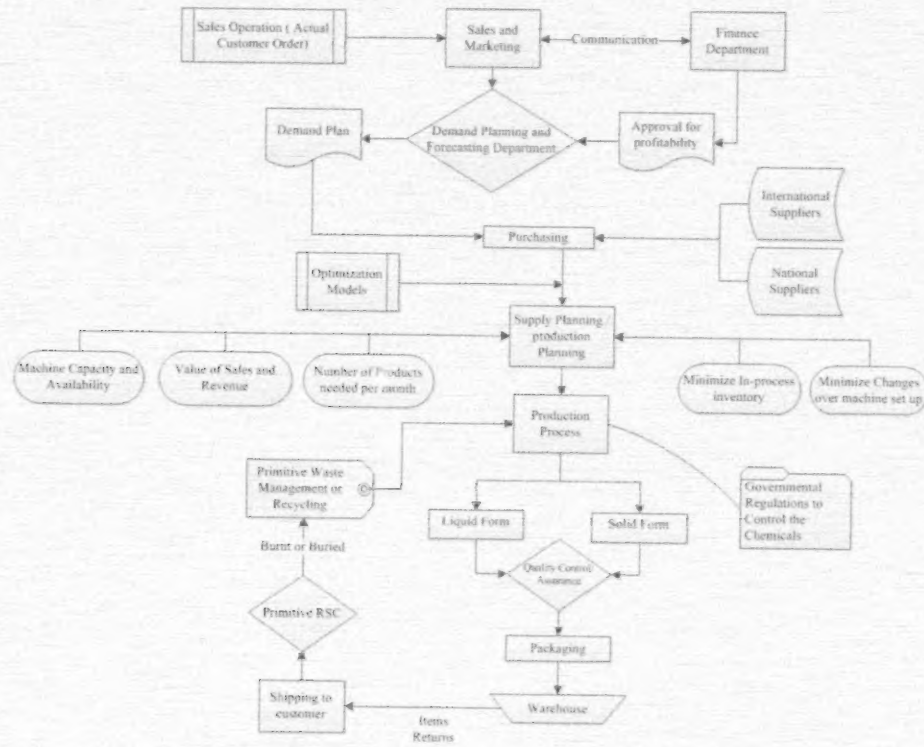 Sales Operation ( Actual
Customer Order)
Sales and
Marketing
Communication
Finance
Department
Demand Plan
Demand Planning and
Forecasting Department
Approval for
profitability
International
Suppliers
Purchasing
National
Suppliers
Optimization
Models
Supply Planning /
production
Planning
Machine Capacity and
Availability
Value of Sales and
Revenue
Number of Products
needed per month
Minimize In-process
inventory
Minimize Changes
over machine set up
Production
Process
Primitive Waste
Management or
Recycling
Governmental
Regulations to
Control the
Chemicals
Liquid Form
Solid Form
Burnt or Buried
Quality Control/
Assurance
Primitive RSC
Packaging
Shipping to
customer
Warehouse
Items
Returns